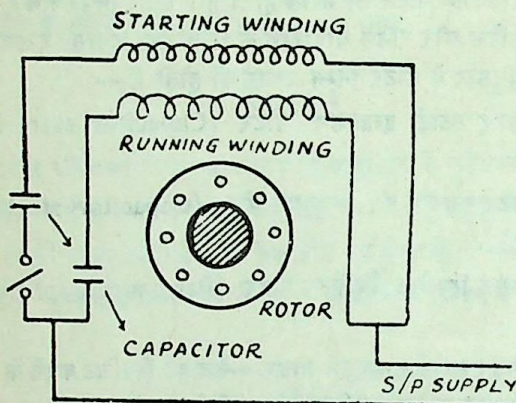 STARTING WINDING
RUNNING WINDING
ROTOR
CAPACITOR
S/P SUPPLY